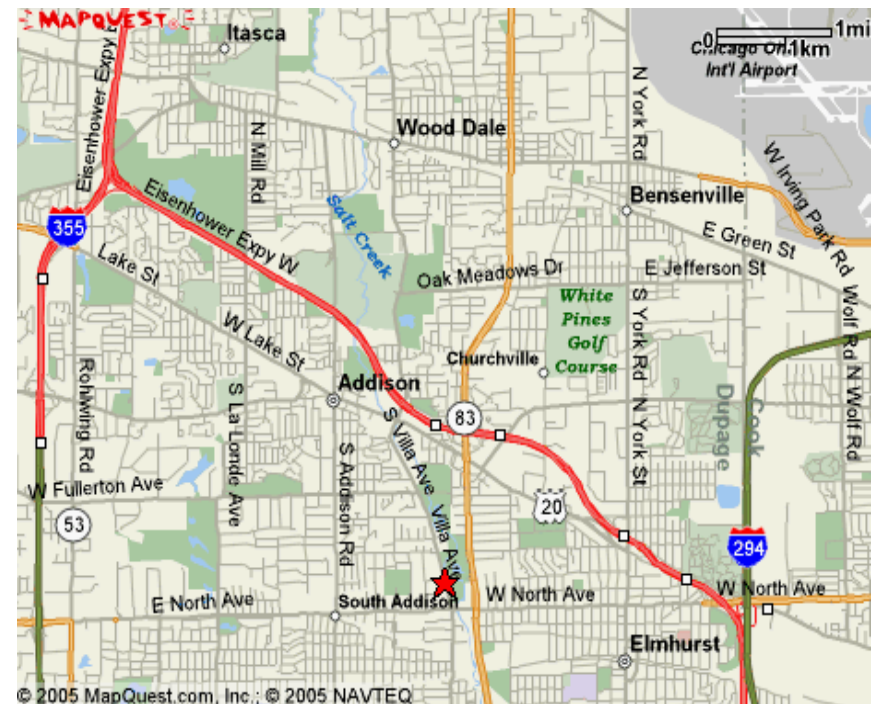 MAPQUEST
Itasca
0 1mi
1km
Chicago OHare
Int'l Airport
Eisenhower Expy E
Eisenhower Expy
N Mill Rd
Wood Dale
N York Rd
W Irving Park Rd
Bensenville
Salt Creek
Eisenhower Expy W
355
Lake St
E Green St
Oak Meadows Dr
E Jefferson St
White
Pines
Golf
Course
S York Rd
N Wolf Rd
N Wolf Rd
W Lake St
Churchville
Addison
Rohlwing Rd
S La Londe Ave
83
N York St
Dupage
Cook
S Villa Ave
Villa Ave
S Addison Rd
W Fullerton Ave
20
53
294
E North Ave
South Addison
W North Ave
W North Ave
Elmhurst
© 2005 MapQuest.com, Inc.; © 2005 NAVTEQ